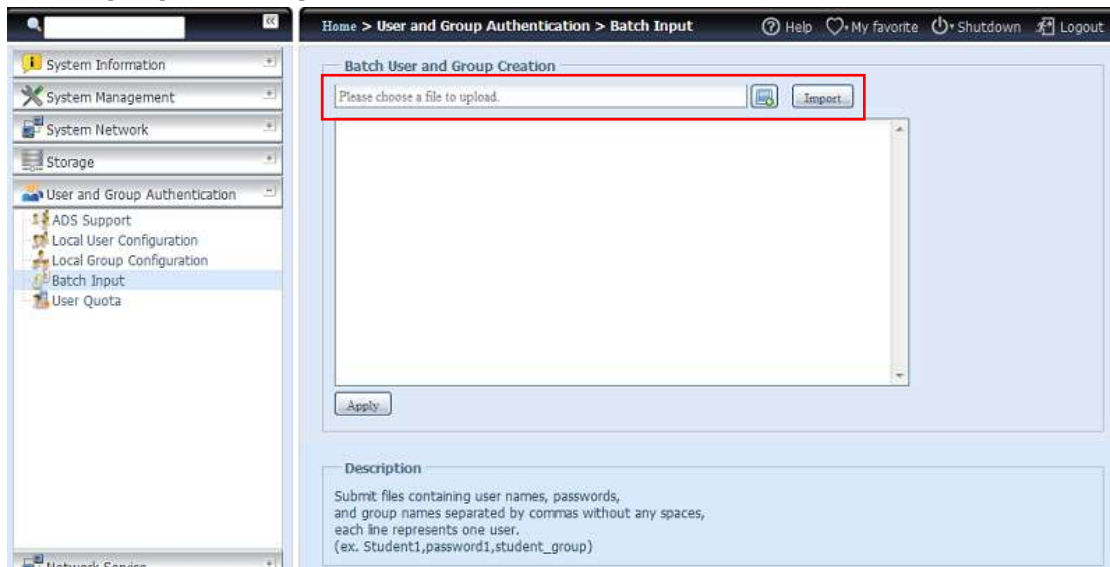 Home > User and Group Authentication > Batch Input
Help
My favorite
Shutdown
Logout
System Information
System Management
System Network
Storage
User and Group Authentication
ADS Support
Local User Configuration
Local Group Configuration
Batch Input
User Quota
Network Service
Batch User and Group Creation
Please choose a file to upload.
Import
Apply
Description
Submit files containing user names, passwords,
and group names separated by commas without any spaces,
each line represents one user.
(ex. Student1,password1,student_group)